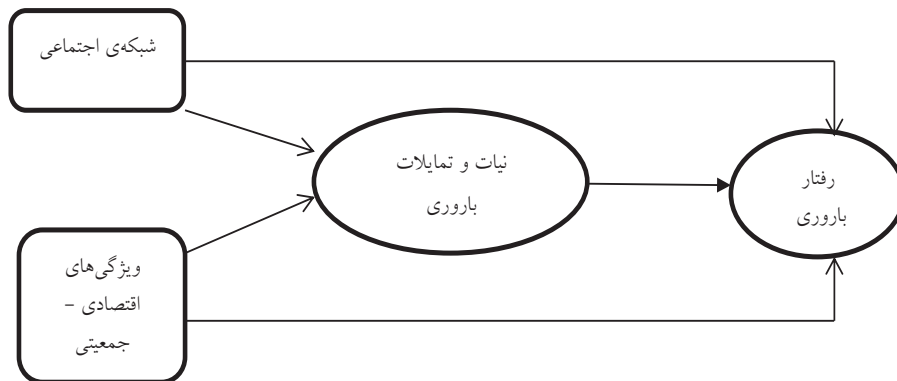 شبکه‌ی اجتماعی
نیات و تمایلات
باروری
رفتار
باروری
ویژگی‌های
اقتصادی –
جمعیتی